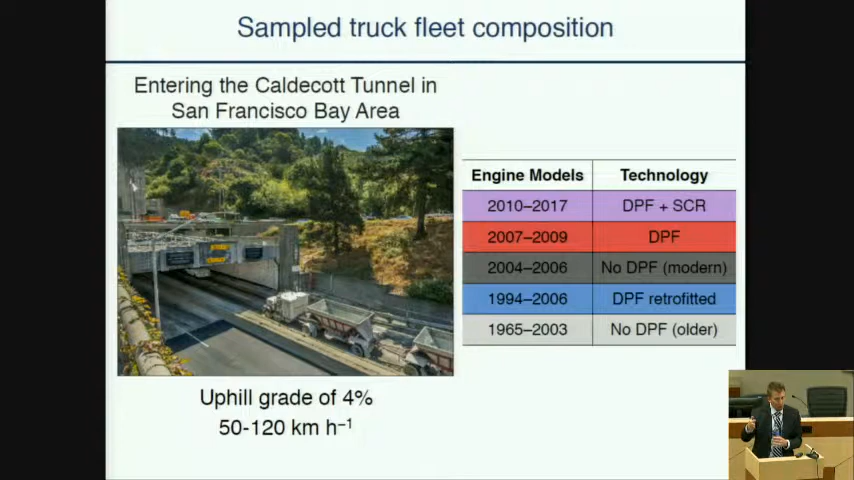 Sampled truck fleet composition
Entering the Caldecott Tunnel in
San Francisco Bay Area
Engine Models Technology
2010–2017 DPF + SCR
2007–2009 DPF
2004–2006 No DPF (modern)
1994–2006 DPF retrofitted
1965–2003 No DPF (older)
Uphill grade of 4%
50-120 km h⁻¹